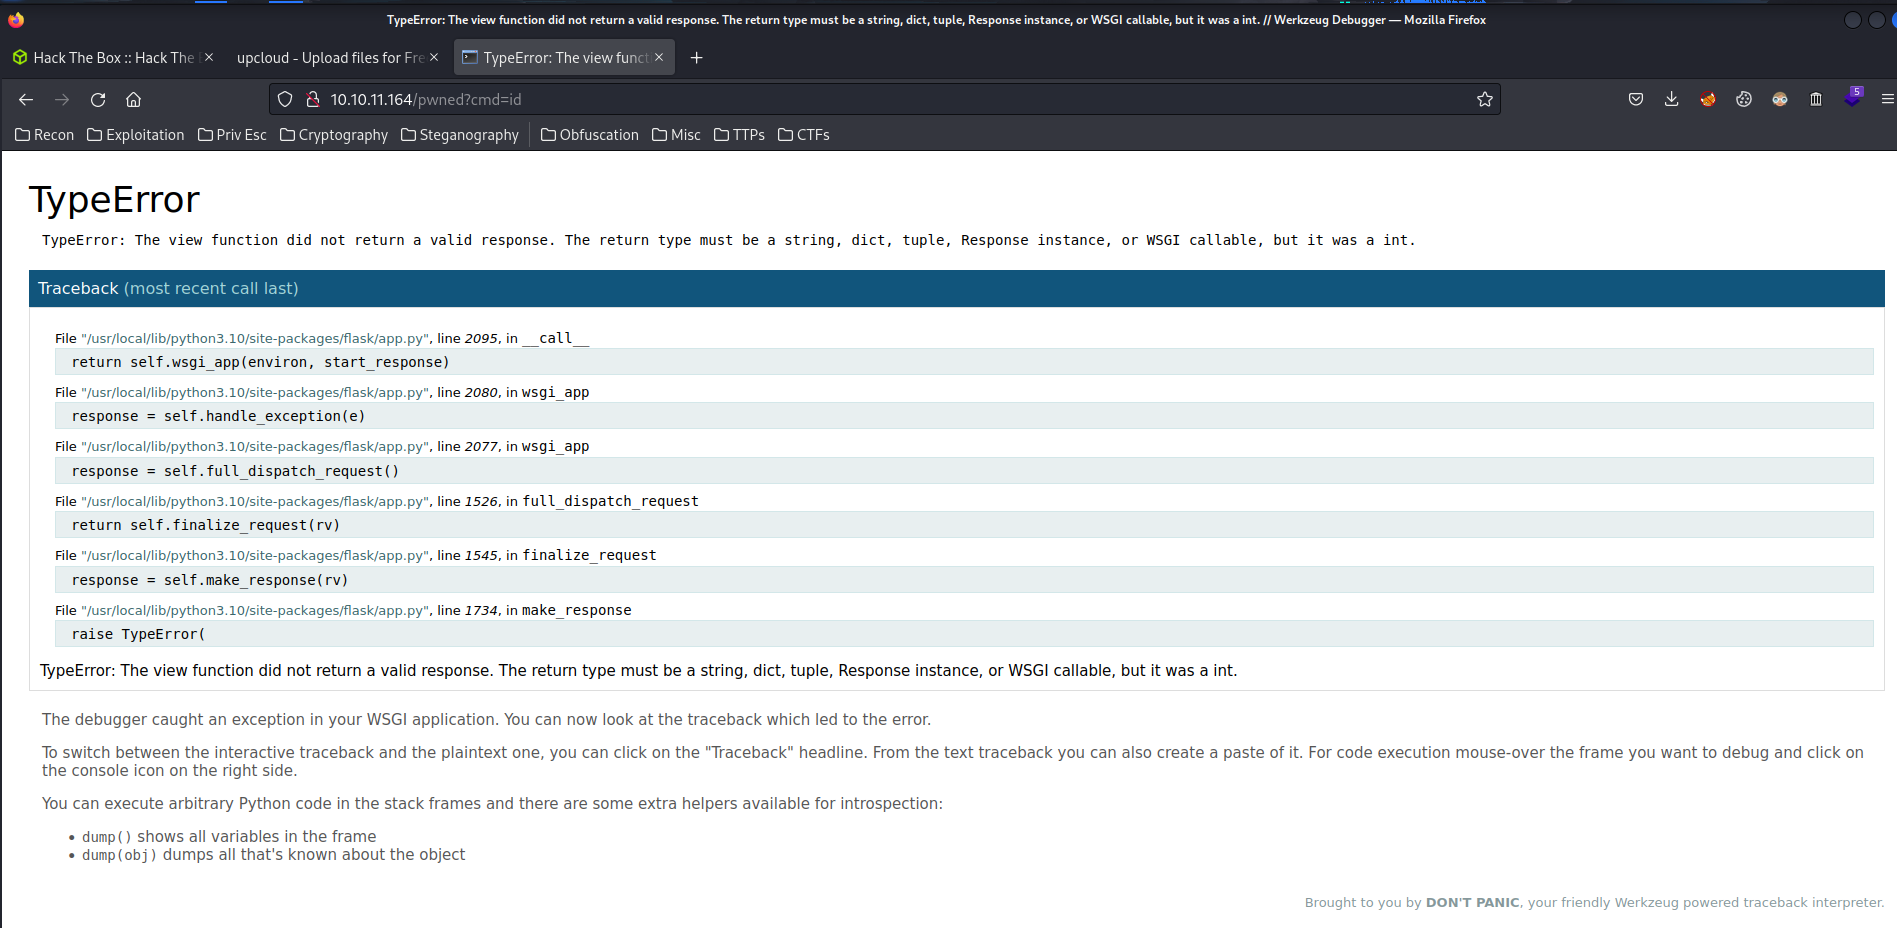 TypeError: The view function did not return a valid response. The return type must be a string, dict, tuple, Response instance, or WSGI callable, but it was a int. // Werkzeug Debugger — Mozilla Firefox
Hack The Box :: Hack The
upcloud - Upload files for Fre
TypeError: The view funct
10.10.11.164/pwned?cmd=id
5
Recon Exploitation Priv Esc Cryptography Steganography Obfuscation Misc TTPs CTFs
TypeError
TypeError: The view function did not return a valid response. The return type must be a string, dict, tuple, Response instance, or WSGI callable, but it was a int.
Traceback (most recent call last)
File "/usr/local/lib/python3.10/site-packages/flask/app.py", line 2095, in __call__
return self.wsgi_app(environ, start_response)
File "/usr/local/lib/python3.10/site-packages/flask/app.py", line 2080, in wsgi_app
response = self.handle_exception(e)
File "/usr/local/lib/python3.10/site-packages/flask/app.py", line 2077, in wsgi_app
response = self.full_dispatch_request()
File "/usr/local/lib/python3.10/site-packages/flask/app.py", line 1526, in full_dispatch_request
return self.finalize_request(rv)
File "/usr/local/lib/python3.10/site-packages/flask/app.py", line 1545, in finalize_request
response = self.make_response(rv)
File "/usr/local/lib/python3.10/site-packages/flask/app.py", line 1734, in make_response
raise TypeError(
TypeError: The view function did not return a valid response. The return type must be a string, dict, tuple, Response instance, or WSGI callable, but it was a int.
The debugger caught an exception in your WSGI application. You can now look at the traceback which led to the error.
To switch between the interactive traceback and the plaintext one, you can click on the "Traceback" headline. From the text traceback you can also create a paste of it. For code execution mouse-over the frame you want to debug and click on
the console icon on the right side.
You can execute arbitrary Python code in the stack frames and there are some extra helpers available for introspection:
• dump() shows all variables in the frame
• dump(obj) dumps all that's known about the object
Brought to you by DON'T PANIC, your friendly Werkzeug powered traceback interpreter.